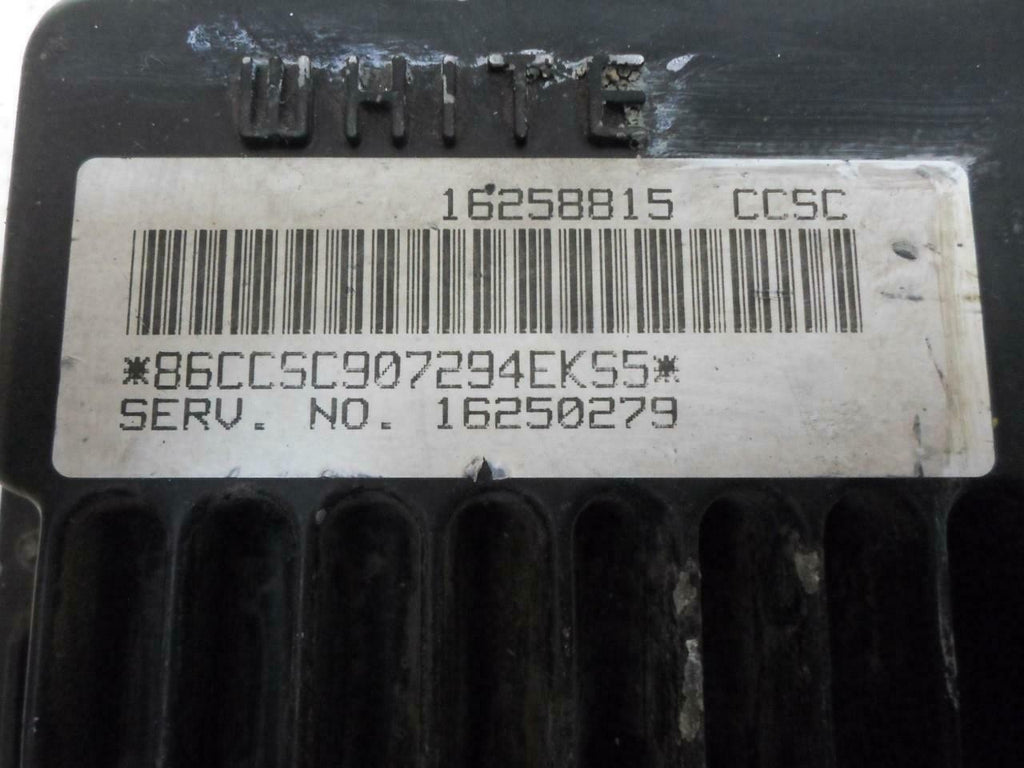 WHITE
16258815 CCSC
*86CCSC907294EKS5*
SERV. NO. 16250279